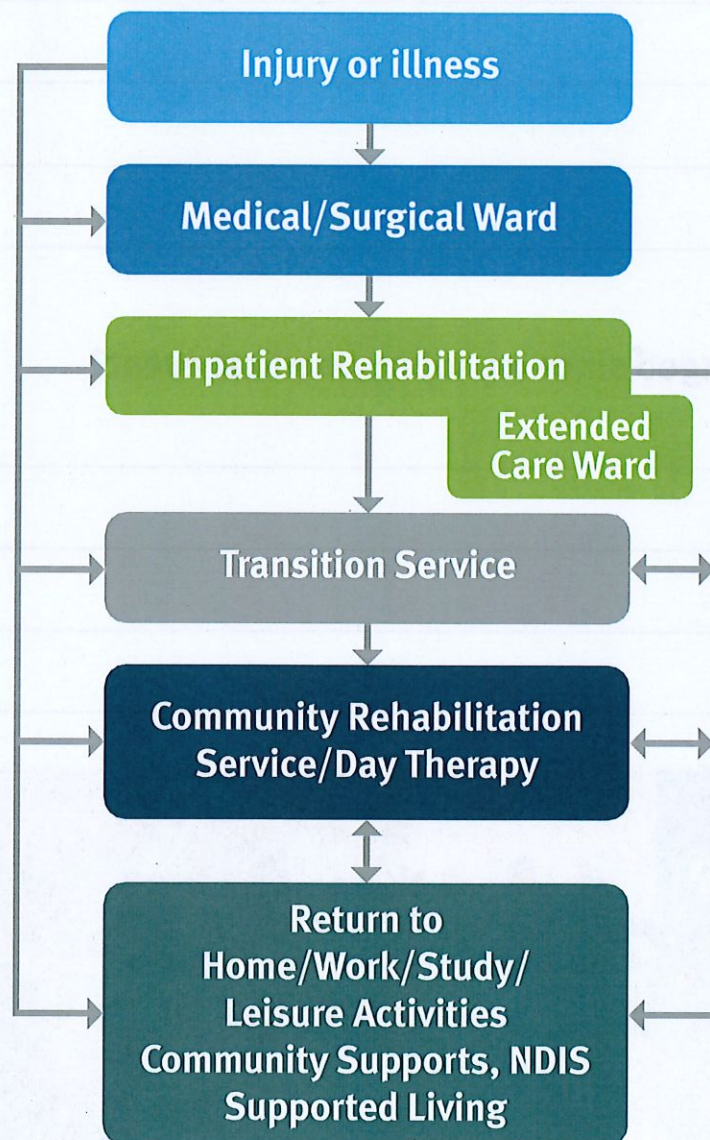 Injury or illness
Medical/Surgical Ward
Inpatient Rehabilitation
Extended
Care Ward
Transition Service
Community Rehabilitation
Service/Day Therapy
Return to
Home/Work/Study/
Leisure Activities
Community Supports, NDIS
Supported Living